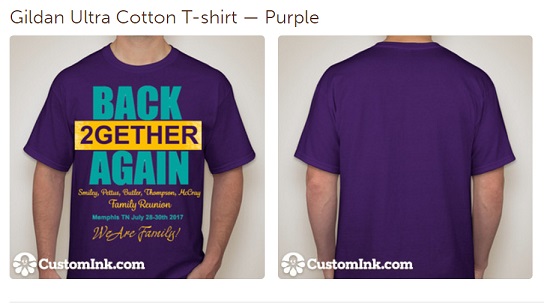 Gildan Ultra Cotton T-shirt — Purple
BACK
2GETHER
AGAIN
Smiley, Pettus, Butler, Thompson, McCray
Family Reunion
Memphis TN July 28-30th 2017
We Are Family!
CustomInk.com
CustomInk.com